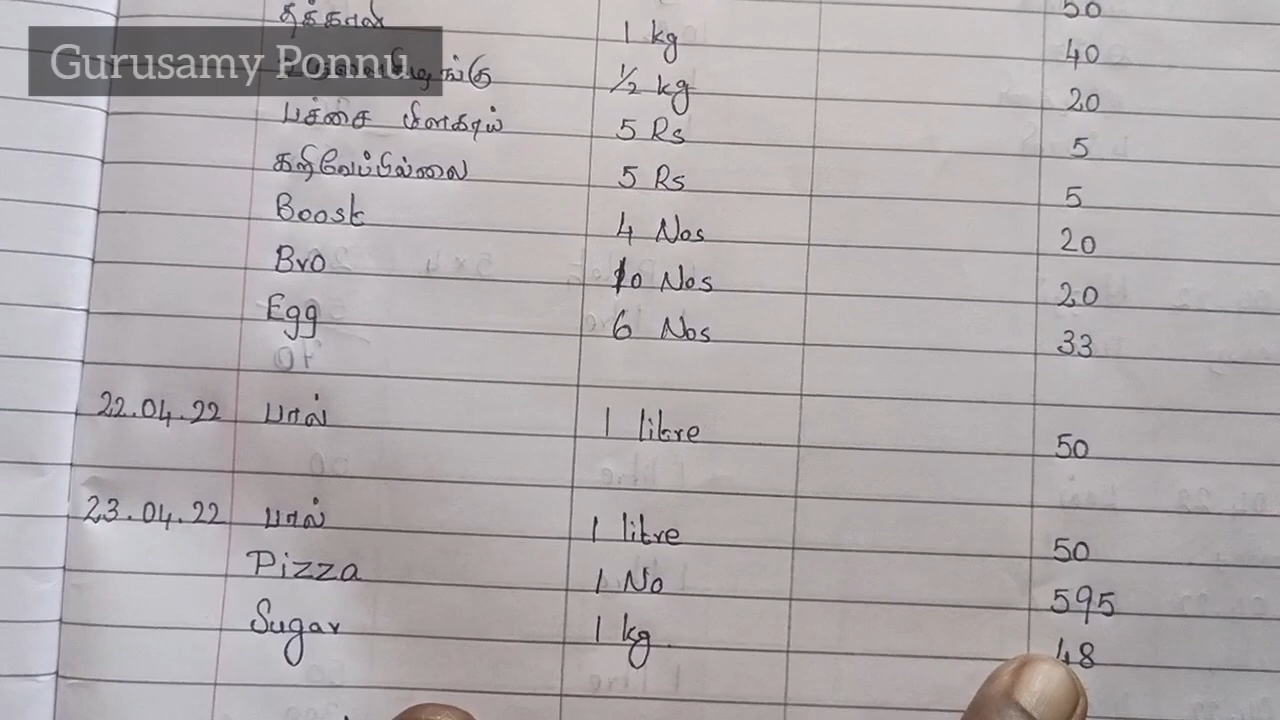 50
தக்காளி 1 kg 40
Gurusamy Ponnu
1/2 kg 20
பச்சை மிளகாய் 5 Rs 5
கறிவேப்பில்லை 5 Rs 5
Boost 4 Nos 20
Bro 10 Nos 20
Egg 6 Nos 33
22.04.22 பால் 1 litre 50
23.04.22 பால் 1 litre 50
Pizza 1 No 595
Sugar 1 kg 48